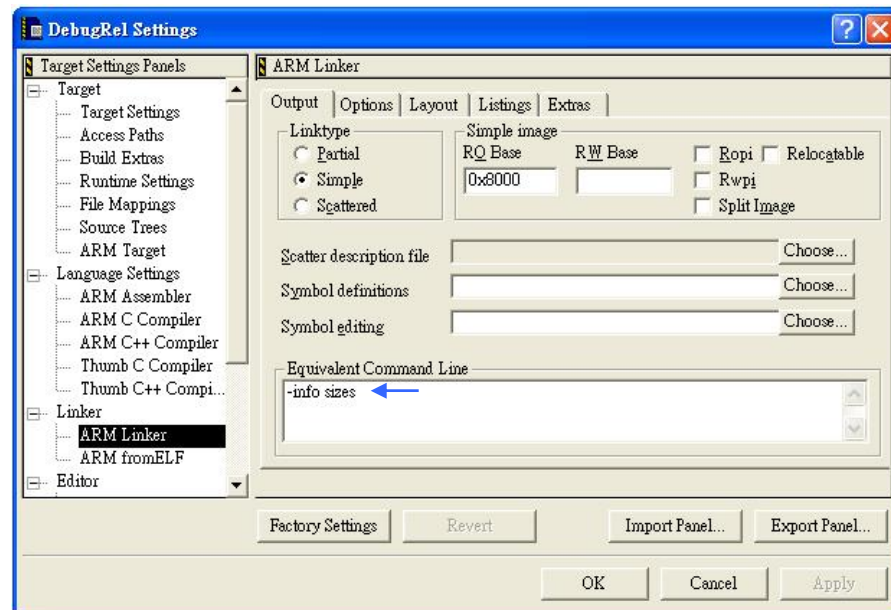 DebugRel Settings
Target Settings Panels
Target
Target Settings
Access Paths
Build Extras
Runtime Settings
File Mappings
Source Trees
ARM Target
Language Settings
ARM Assembler
ARM C Compiler
ARM C++ Compiler
Thumb C Compiler
Thumb C++ Compi...
Linker
ARM Linker
ARM fromELF
Editor
ARM Linker
Output Options Layout Listings Extras
Linktype
Partial
Simple
Scattered
Simple image
RO Base RW Base
0x8000
Ropi Relocatable
Rwpi
Split Image
Scatter description file Choose...
Symbol definitions Choose...
Symbol editing Choose...
Equivalent Command Line
-info sizes
Factory Settings Revert Import Panel... Export Panel...
OK Cancel Apply